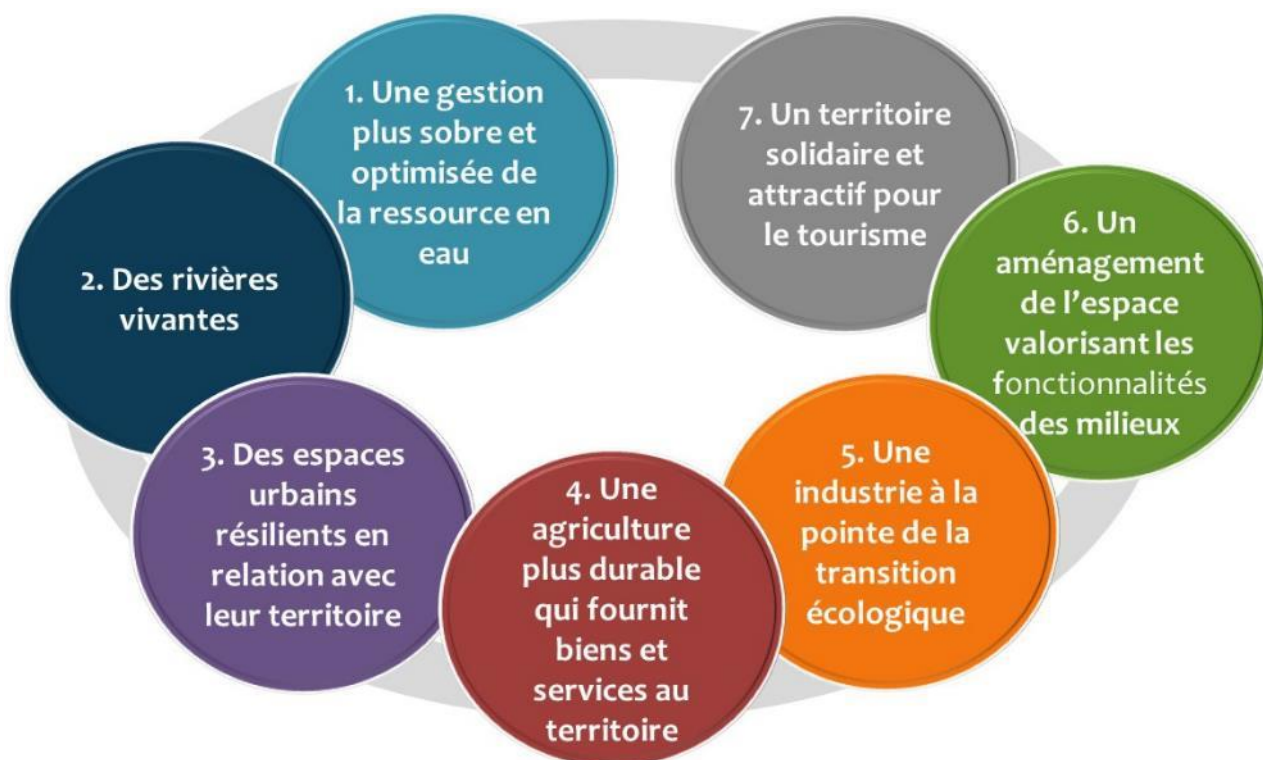 1. Une gestion
plus sobre et
optimisée de
la ressource en
eau
2. Des rivières
vivantes
3. Des espaces
urbains
résilients en
relation avec
leur territoire
4. Une
agriculture
plus durable
qui fournit
biens et
services au
territoire
5. Une
industrie à la
pointe de la
transition
écologique
6. Un
aménagement
de l’espace
valorisant les
fonctionnalités
des milieux
7. Un territoire
solidaire et
attractif pour
le tourisme